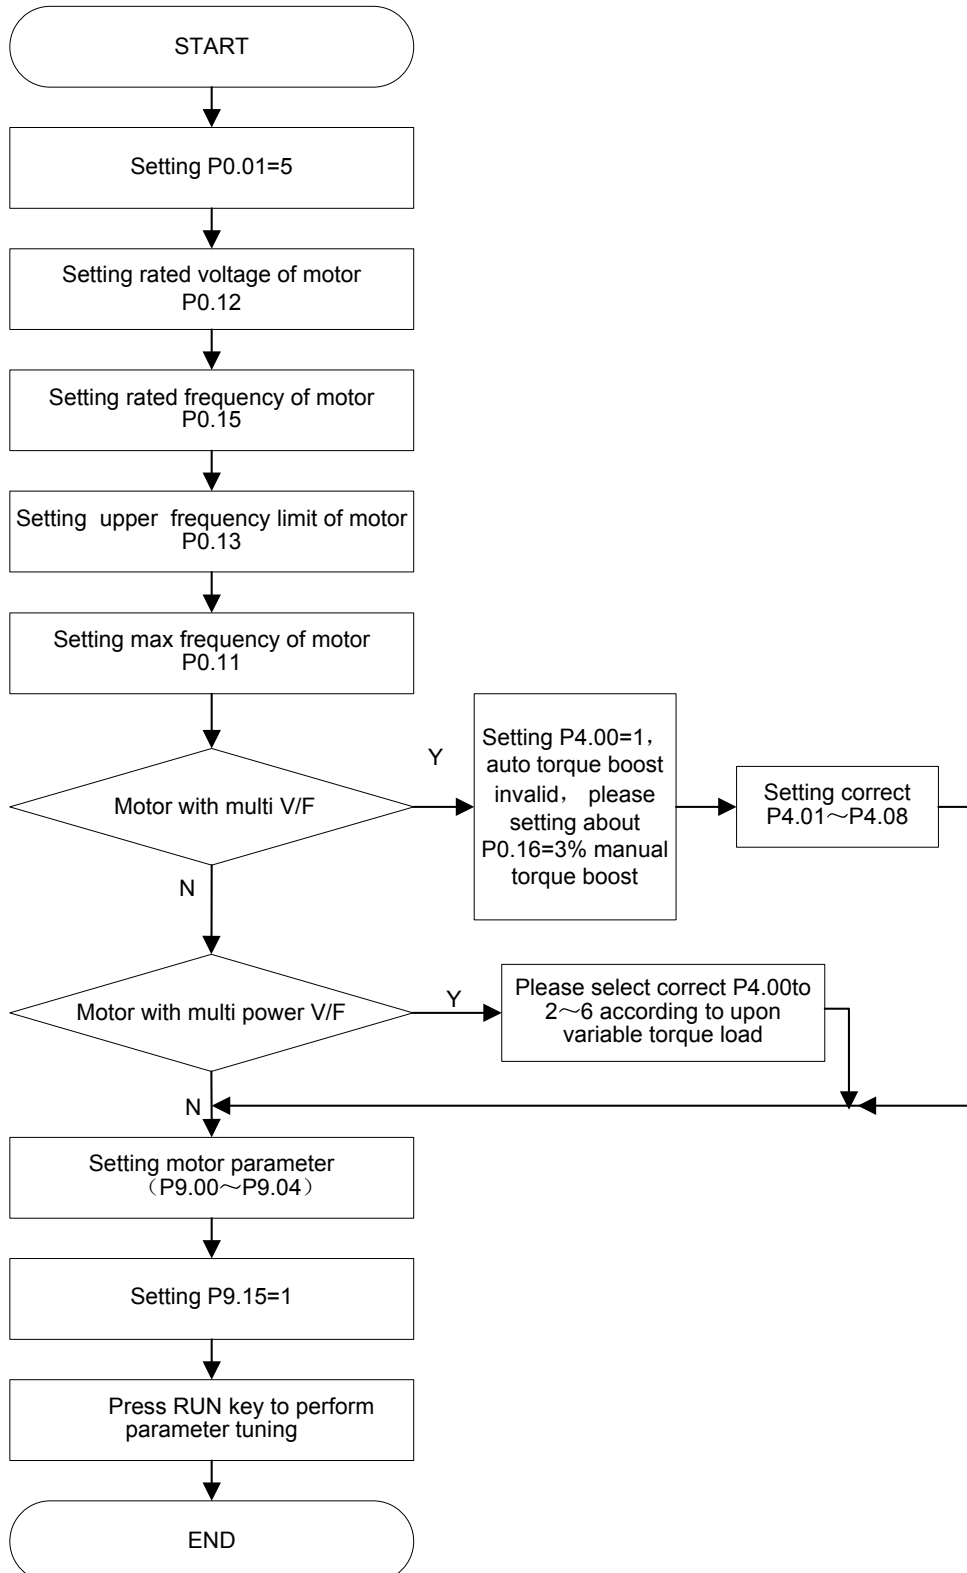 START
Setting P0.01=5
Setting rated voltage of motor
P0.12
Setting rated frequency of motor
P0.15
Setting upper frequency limit of motor
P0.13
Setting max frequency of motor
P0.11
Motor with multi V/F
Y
Setting P4.00=1，
auto torque boost
invalid， please
setting about
P0.16=3% manual
torque boost
Setting correct
P4.01～P4.08
N
Motor with multi power V/F
Y
Please select correct P4.00to
2～6 according to upon
variable torque load
N
Setting motor parameter
（P9.00～P9.04）
Setting P9.15=1
Press RUN key to perform
parameter tuning
END